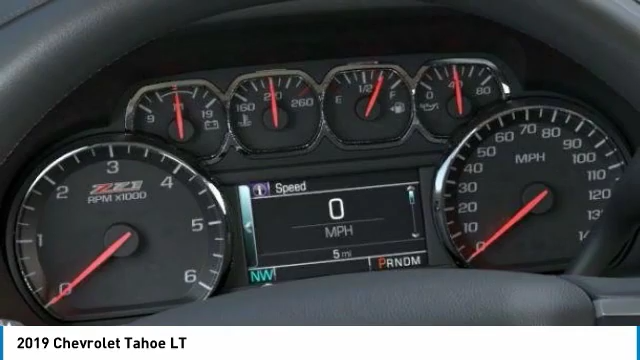 9 14 19
160 210 260
E 1/2 F
0 40 80
0 1 2 3 4 5 6
Z71
RPM X1000
Speed
0
MPH
5 mi
NW
PRNDM
0 10 20 30 40 50 60 70 80 90 100 110 120
MPH
2019 Chevrolet Tahoe LT